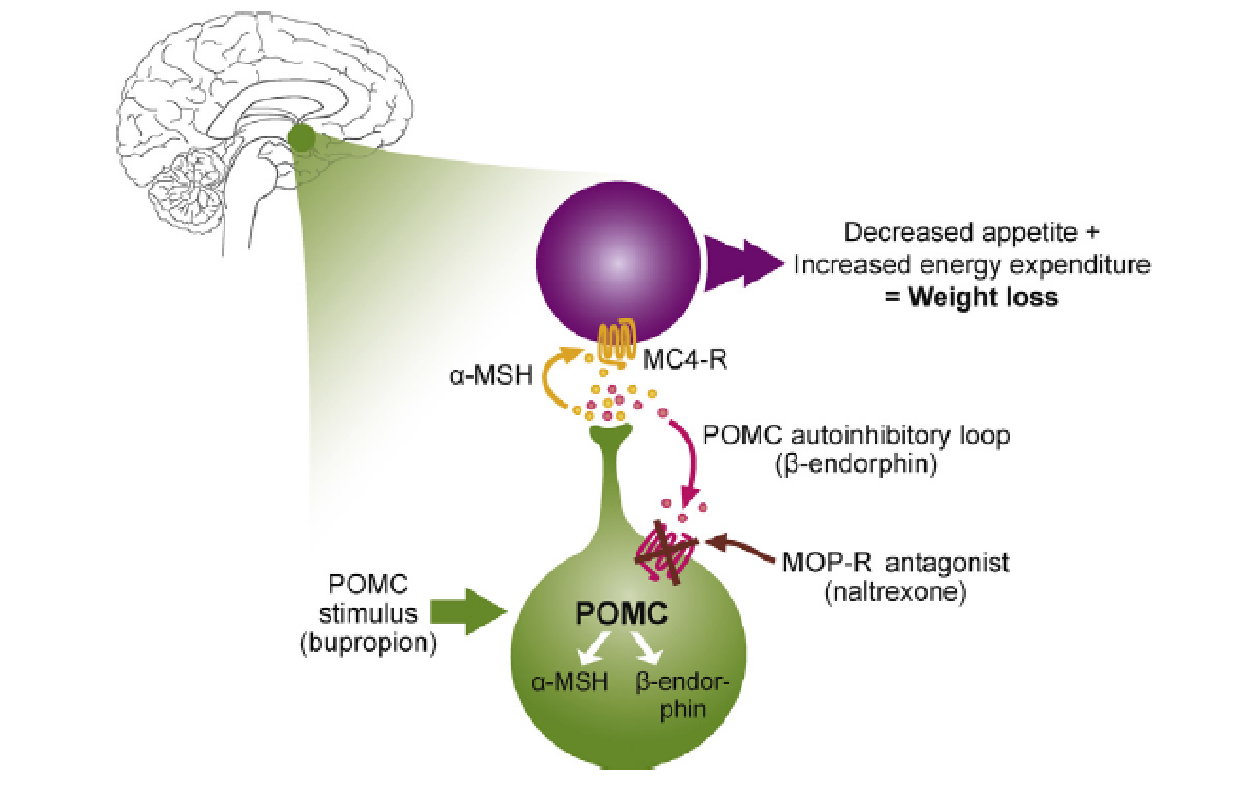 Decreased appetite +
Increased energy expenditure
= Weight loss
α-MSH
MC4-R
POMC autoinhibitory loop
(β-endorphin)
MOP-R antagonist
(naltrexone)
POMC
stimulus
(bupropion)
POMC
α-MSH
β-endor-
phin